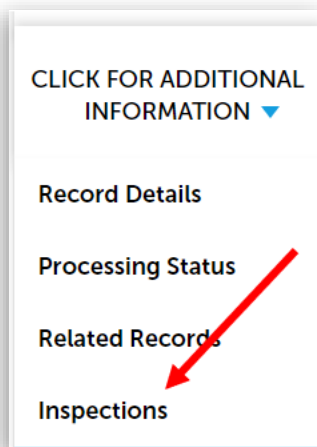 CLICK FOR ADDITIONAL
INFORMATION
Record Details
Processing Status
Related Records
Inspections